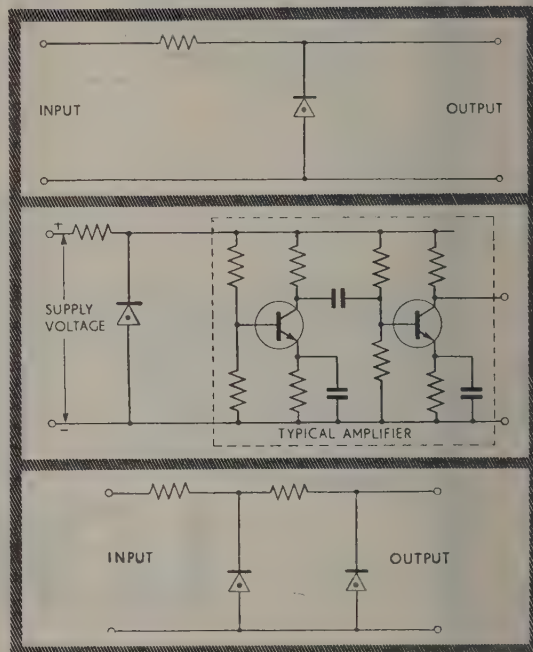 INPUT
OUTPUT
+
SUPPLY
VOLTAGE
-
TYPICAL AMPLIFIER
INPUT
OUTPUT